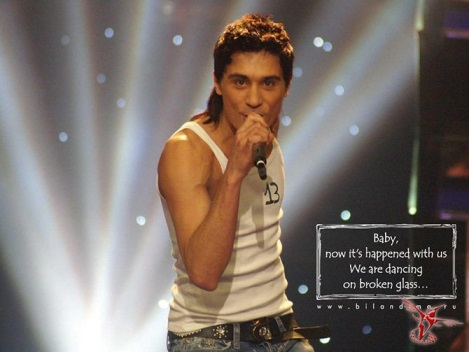 13
Baby,
now it's happened with us
We are dancing
on broken glass...